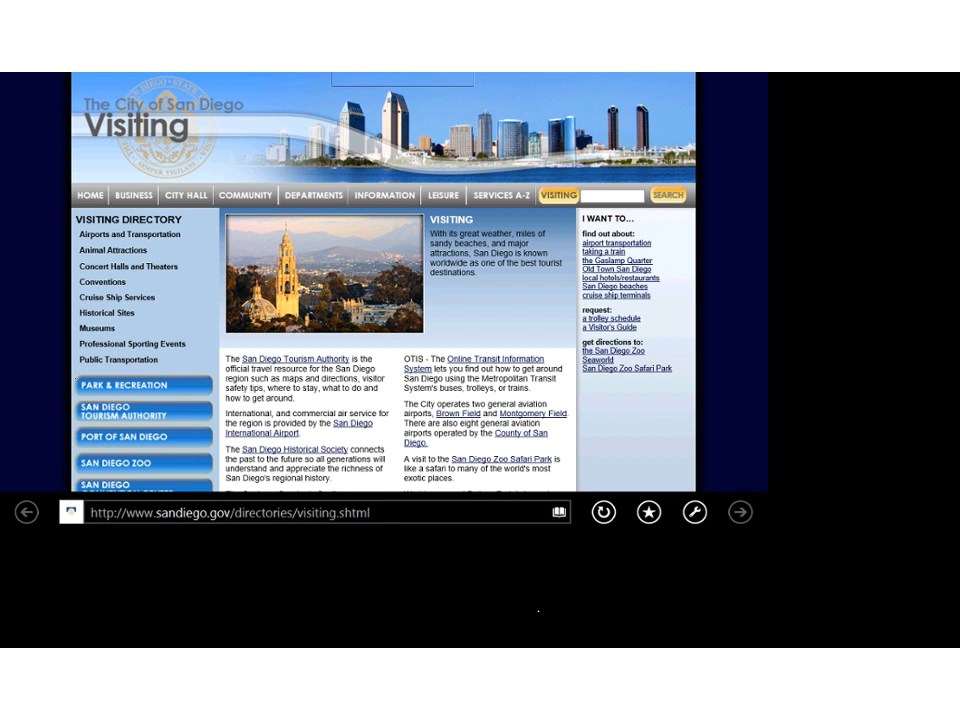 The City of San Diego
Visiting
HOME
BUSINESS
CITY HALL
COMMUNITY
DEPARTMENTS
INFORMATION
LEISURE
SERVICES A-Z
VISITING
SEARCH
VISITING DIRECTORY
Airports and Transportation
Animal Attractions
Concert Halls and Theaters
Conventions
Cruise Ship Services
Historical Sites
Museums
Professional Sporting Events
Public Transportation
PARK & RECREATION
SAN DIEGO
TOURISM AUTHORITY
PORT OF SAN DIEGO
SAN DIEGO ZOO
SAN DIEGO
VISITING
With its great weather, miles of
sandy beaches, and major
attractions, San Diego is known
worldwide as one of the best tourist
destinations.
The San Diego Tourism Authority is the
official travel resource for the San Diego
region such as maps and directions, visitor
safety tips, where to stay, what to do and
how to get around.
International, and commercial air service for
the region is provided by the San Diego
International Airport.
The San Diego Historical Society connects
the past to the future so all generations will
understand and appreciate the richness of
San Diego's regional history.
OTIS - The Online Transit Information
System lets you find out how to get around
San Diego using the Metropolitan Transit
System's buses, trolleys, or trains.
The City operates two general aviation
airports, Brown Field and Montgomery Field.
There are also eight general aviation
airports operated by the County of San
Diego.
A visit to the San Diego Zoo Safari Park is
like a safari to many of the world's most
exotic places.
I WANT TO...
find out about:
airport transportation
taking a train
the Gaslamp Quarter
Old Town San Diego
local hotels/restaurants
San Diego beaches
cruise ship terminals
request:
a trolley schedule
a Visitor's Guide
get directions to:
the San Diego Zoo
Seaworld
San Diego Zoo Safari Park
http://www.sandiego.gov/directories/visiting.shtml